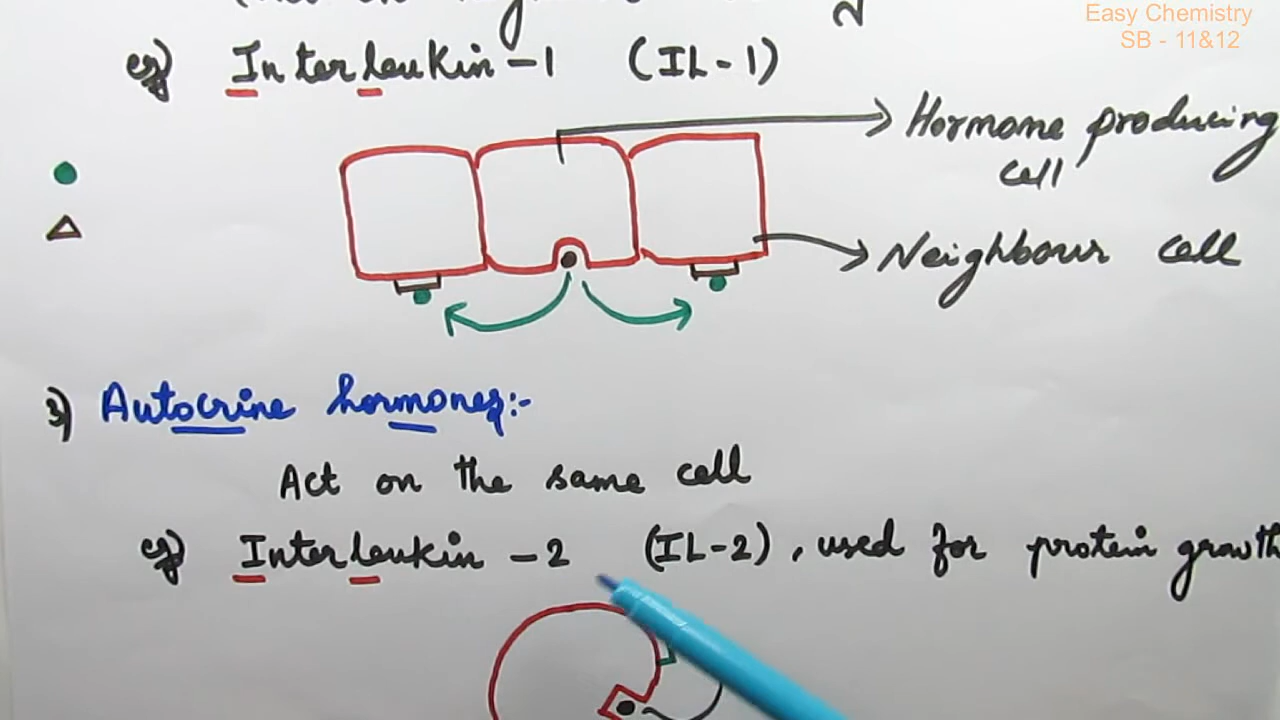 Easy Chemistry
SB - 11&12
eg) Interleukin-1 (IL-1)
Hormone producing
cell
Neighbour cell
3) Autocrine hormones:-
Act on the same cell
eg) Interleukin -2 (IL-2), used for protein growth